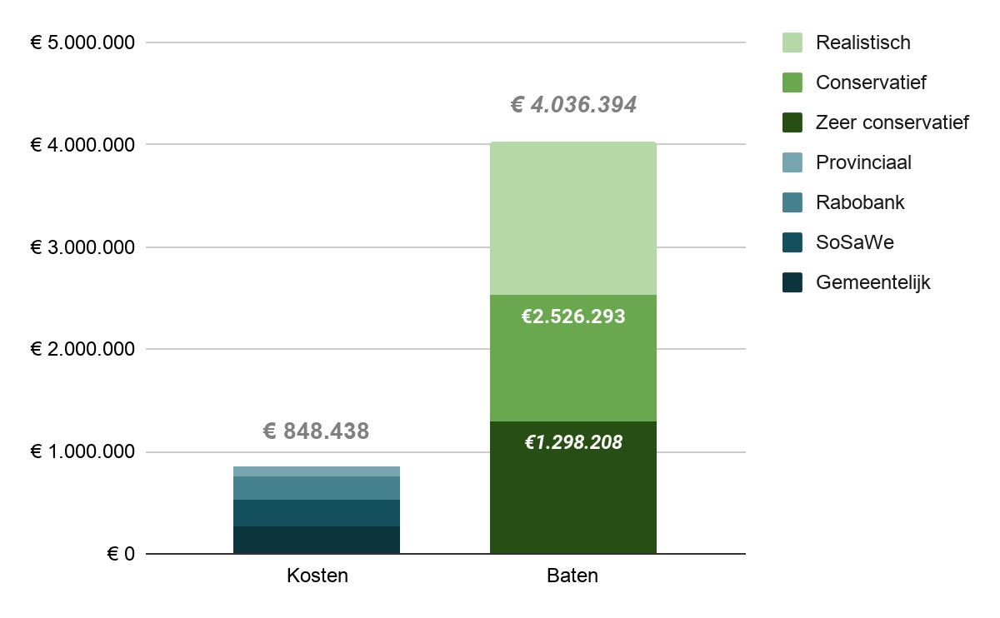 € 5.000.000
€ 4.000.000
€ 3.000.000
€ 2.000.000
€ 1.000.000
€ 0
€ 848.438
€ 4.036.394
€2.526.293
€1.298.208
Kosten
Baten
Realistisch
Conservatief
Zeer conservatief
Provinciaal
Rabobank
SoSaWe
Gemeentelijk